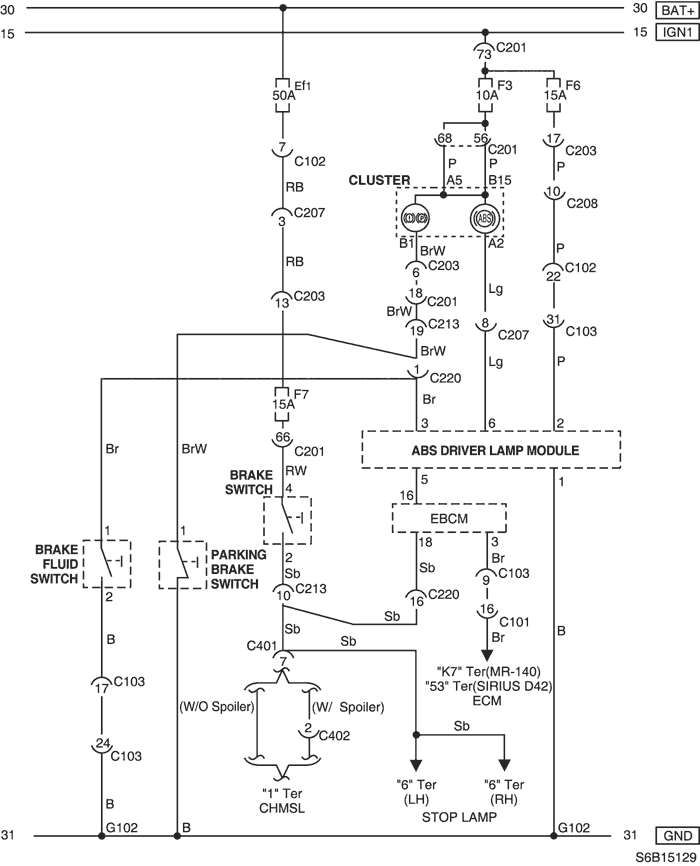 30 30 BAT+
15 15 IGN1
C201
73
Ef1
50A
F3
10A
F6
15A
7
C102
68 56
C201
17
C203
P P P
CLUSTER
A5 B15
RB
10
C208
C207
3
ABS
B1 A2
BrW
C203
6
P
RB
C102
22
C203
13
18
C201
Lg
BrW
C213
19
8
C207
31
C103
BrW
Lg
P
1
C220
F7
15A
Br
3 6 2
66
C201
ABS DRIVER LAMP MODULE
Br
BrW
RW
BRAKE
SWITCH
4
5 1
16
EBCM
1
1
18 3
BRAKE
FLUID
SWITCH
PARKING
BRAKE
SWITCH
2
Sb
Sb
Br
C103
9
2
C213
10
C220
16
16
C101
Sb
Sb
Sb
Br
B
B
C401
7
"K7" Ter(MR-140)
"53" Ter(SIRIUS D42)
ECM
C103
17
(W/O Spoiler) (W/ Spoiler)
2
C402
Sb
24
C103
"1" Ter
CHMSL
"6" Ter
(LH)
"6" Ter
(RH)
STOP LAMP
B
31 G102 B G102 31 GND
S6B15129